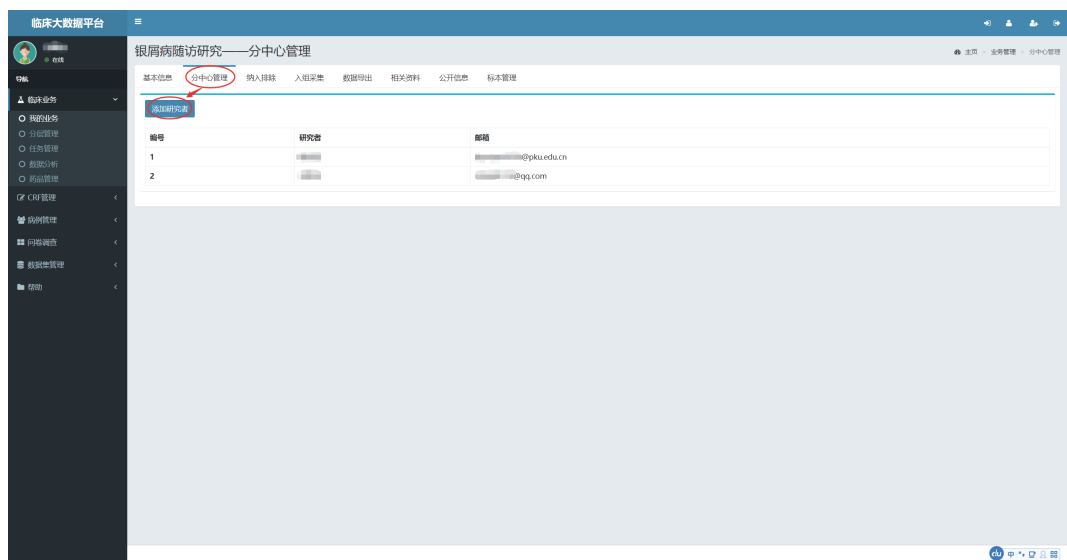 临床大数据平台
在线
导航
临床业务
我的业务
分层管理
任务管理
数据分析
药品管理
CRF管理
病例管理
问卷调查
数据集管理
帮助
银屑病随访研究——分中心管理
主页 > 业务管理 > 分中心管理
基本信息 分中心管理 纳入排除 入组采集 数据导出 相关资料 公开信息 标本管理
添加研究者
编号 研究者 邮箱
1 @pku.edu.cn
2 @qq.com
du 中